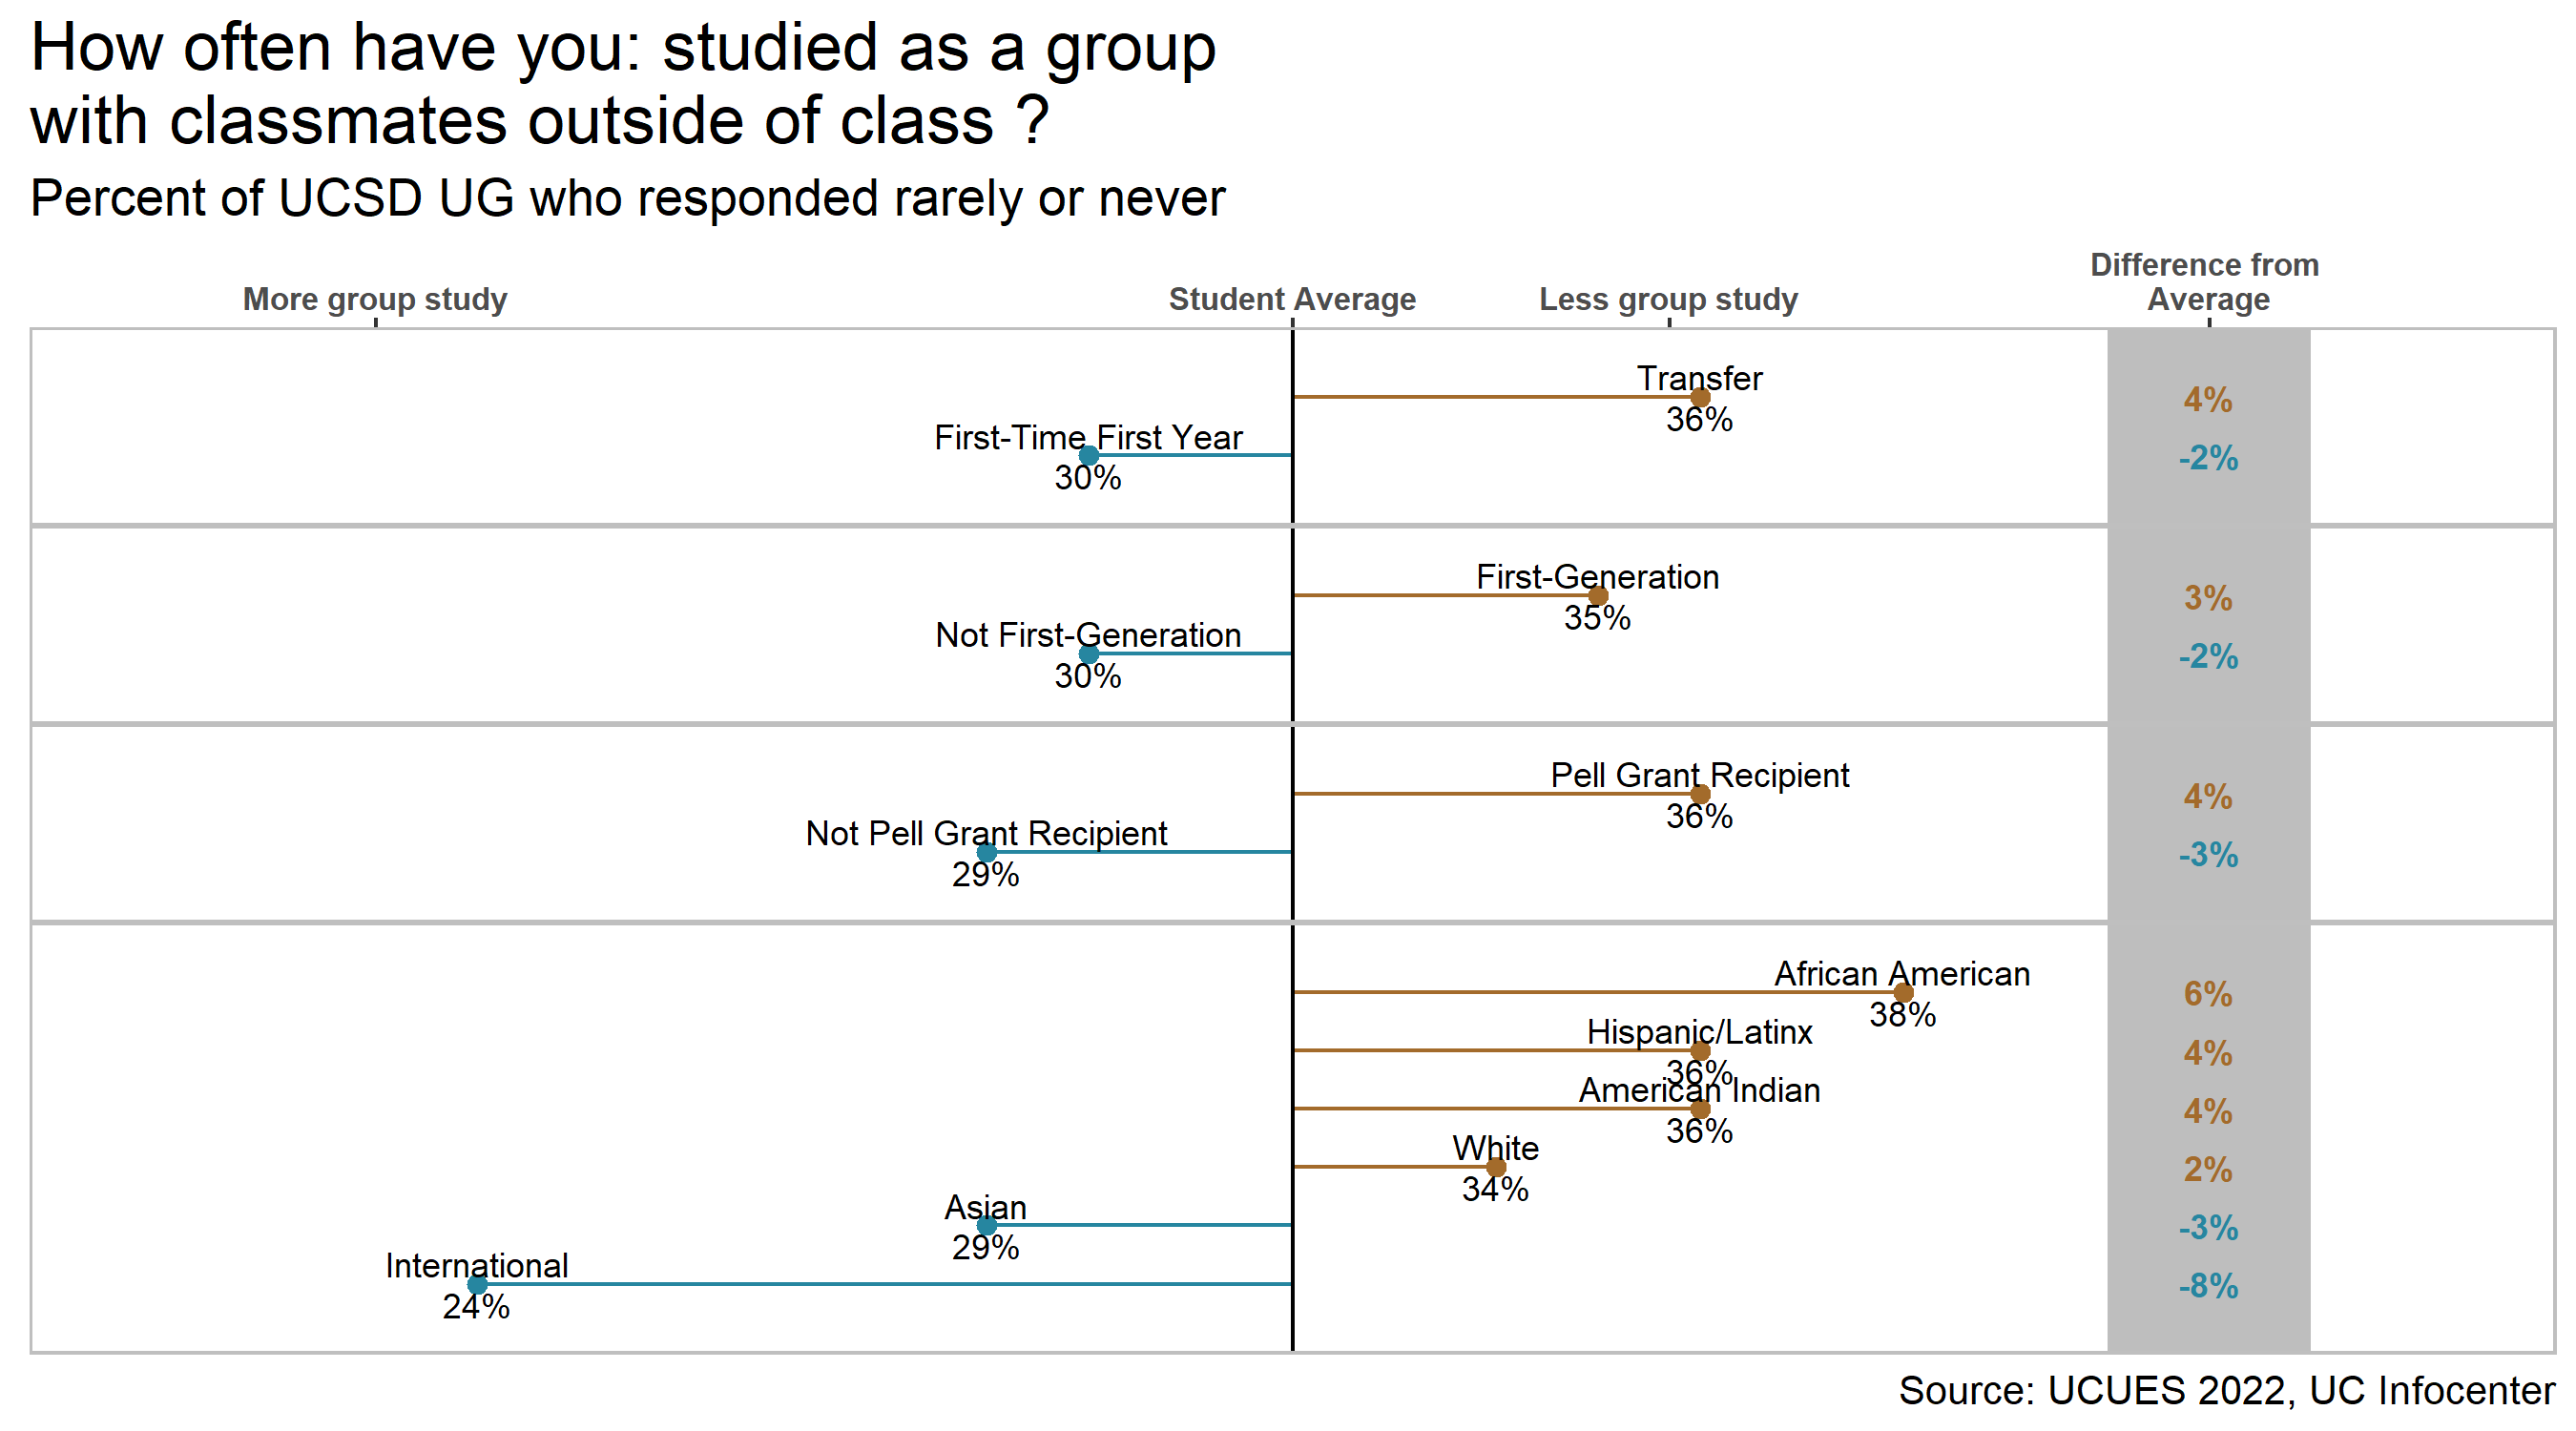 How often have you: studied as a group
with classmates outside of class ?
Percent of UCSD UG who responded rarely or never
More group study
Student Average
Less group study
Difference from
Average
Transfer
36%
4%
First-Time First Year
30%
-2%
First-Generation
35%
3%
Not First-Generation
30%
-2%
Pell Grant Recipient
36%
4%
Not Pell Grant Recipient
29%
-3%
African American
38%
6%
Hispanic/Latinx
36%
4%
American Indian
36%
4%
White
34%
2%
Asian
29%
-3%
International
24%
-8%
Source: UCUES 2022, UC Infocenter